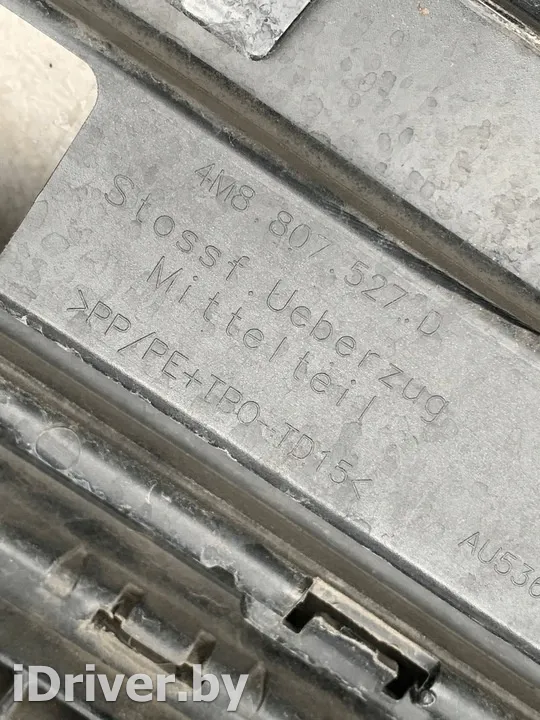 4M8.807.527.D
Stossf.Ueberzug
Mittelteil
>PP/PE+TPO-TD15<
AU536
iDriver.by